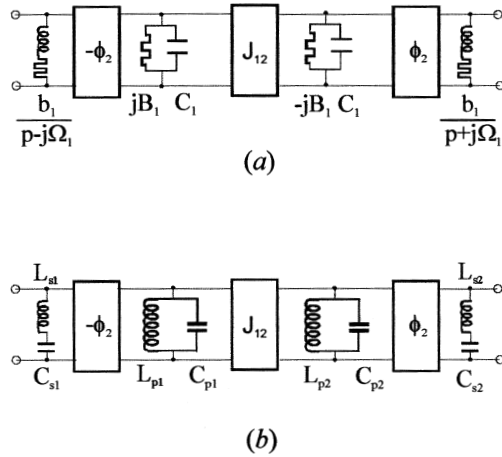 -ϕ₂ J₁₂ ϕ₂
b₁ jB₁ C₁ -jB₁ C₁ b₁
p-jΩ₁ p+jΩ₁
(a)
Lₛ₁ Lₛ₂
-ϕ₂ J₁₂ ϕ₂
Cₛ₁ Lₚ₁ Cₚ₁ Lₚ₂ Cₚ₂ Cₛ₂
(b)